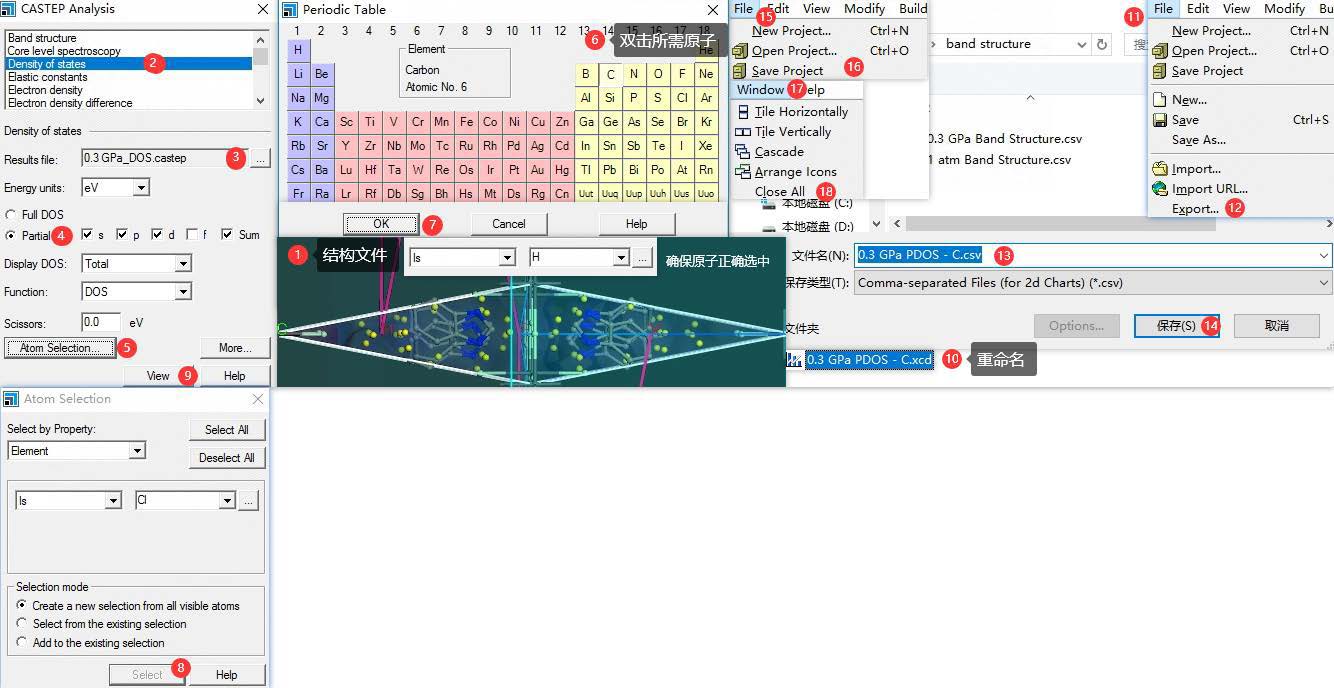 CASTEP Analysis
Band structure
Core level spectroscopy
Density of states
2
Elastic constants
Electron density
Electron density difference
Density of states
Results file:
0.3 GPa_DOS.castep
3
...
Energy units:
eV
Full DOS
Partial
4
s
p
d
f
Sum
Display DOS:
Total
Function:
DOS
Scissors:
0.0
eV
Atom Selection...
5
More...
View
9
Help
Periodic Table
1 2 3 4 5 6 7 8 9 10 11 12 13 14 15 16 17 18
6
双击所需原子
Element
Carbon
Atomic No. 6
H He
Li Be B C N O F Ne
Na Mg Al Si P S Cl Ar
K Ca Sc Ti V Cr Mn Fe Co Ni Cu Zn Ga Ge As Se Br Kr
Rb Sr Y Zr Nb Mo Tc Ru Rh Pd Ag Cd In Sn Sb Te I Xe
Cs Ba Lu Hf Ta W Re Os Ir Pt Au Hg Tl Pb Bi Po At Rn
Fr Ra Lr Rf Db Sg Bh Hs Mt Ds Rg Cn Uut Uuq Uup Uuh Uus Uuo
OK
7
Cancel
Help
1
结构文件
Is
H
...
确保原子正确选中
File Edit View Modify Build
15
New Project... Ctrl+N
Open Project... Ctrl+O
Save Project
16
Window Help
17
Tile Horizontally
Tile Vertically
Cascade
Arrange Icons
Close All
18
band structure
0.3 GPa Band Structure.csv
1 atm Band Structure.csv
本地磁盘 (C:)
本地磁盘 (D:)
11
File Edit View Modify Bu
New Project... Ctrl+N
Open Project... Ctrl+O
Save Project
New...
Save Ctrl+S
Save As...
Import...
Import URL...
Export...
12
文件名(N):
0.3 GPa PDOS - C.csv
13
保存类型(T):
Comma-separated Files (for 2d Charts) (*.csv)
文件夹
Options...
保存(S)
14
取消
0.3 GPa PDOS - C.xcd
10
重命名
Atom Selection
Select by Property:
Select All
Element
Deselect All
Is
Cl
...
Selection mode
Create a new selection from all visible atoms
Select from the existing selection
Add to the existing selection
Select
8
Help